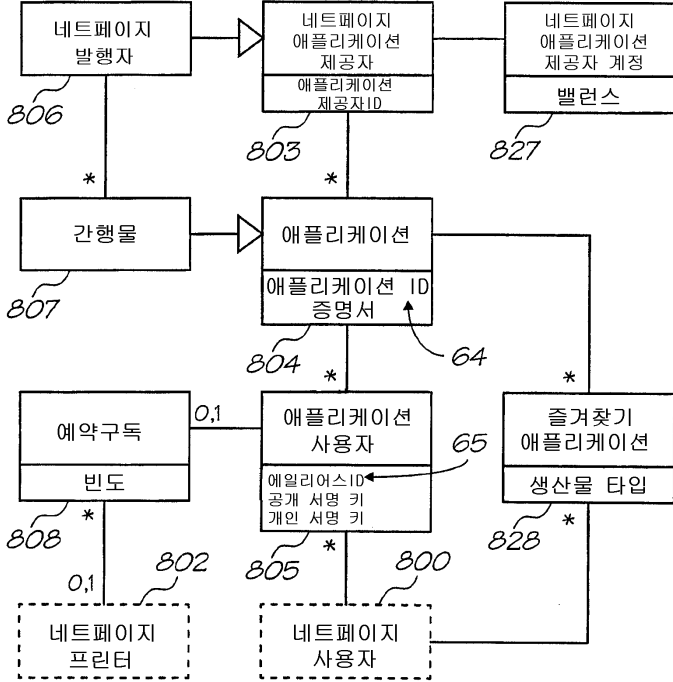 네트페이지
발행자
806
네트페이지
애플리케이션
제공자
애플리케이션
제공자ID
803
네트페이지
애플리케이션
제공자 계정
밸런스
827
*
*
간행물
807
애플리케이션
애플리케이션 ID
증명서
804
64
*
*
예약구독
빈도
808
0,1
애플리케이션
사용자
65
에일리어스ID
공개 서명 키
개인 서명 키
805
즐겨찾기
애플리케이션
생산물 타입
828
*
*
*
0,1
802
네트페이지
프린터
800
네트페이지
사용자